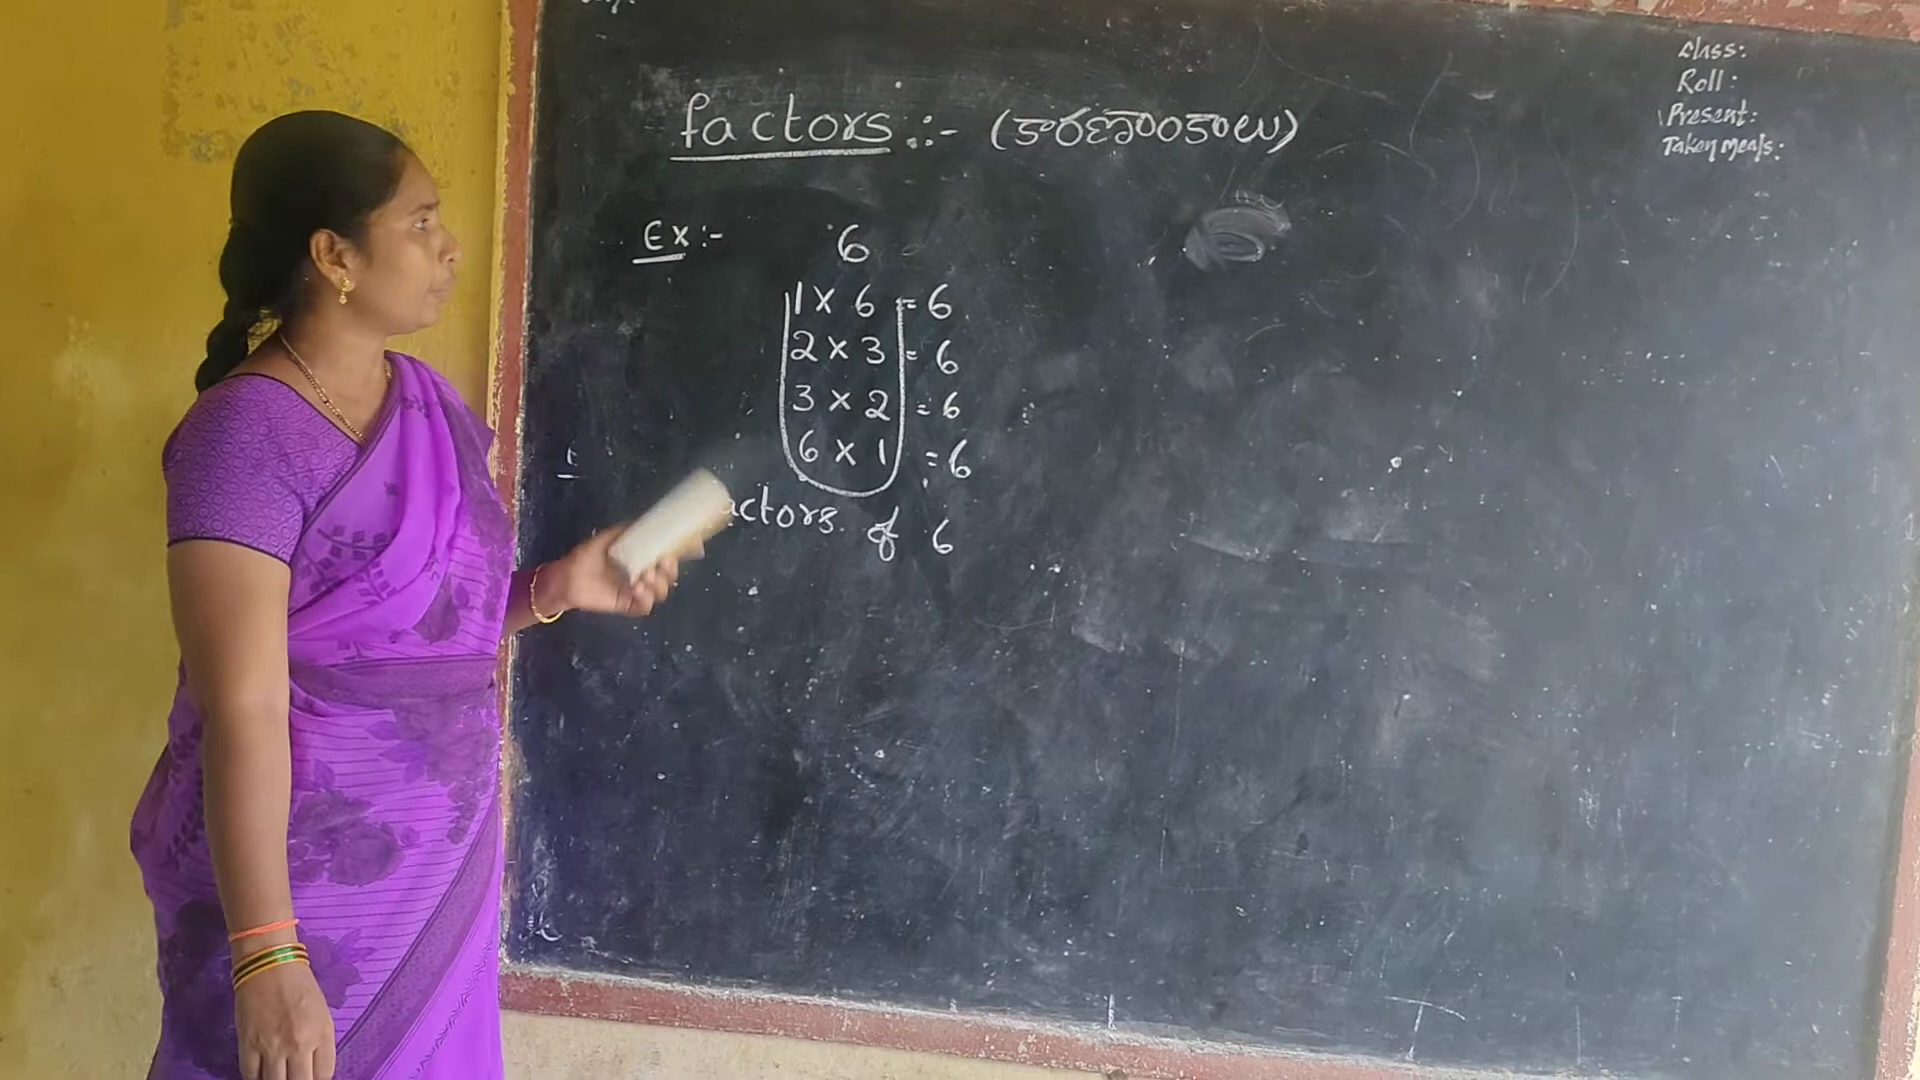 factors :- (కారణాంకాలు)
Class:
Roll:
Present:
Taken meals:
Ex:- 6
1 x 6 = 6
2 x 3 = 6
3 x 2 = 6
6 x 1 = 6
actors of 6